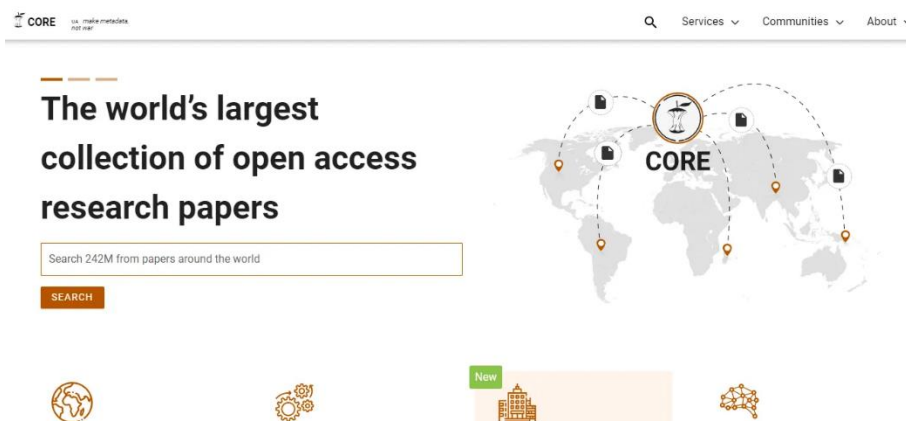 CORE
UA make metadata,
not war
Services
Communities
About
The world's largest
collection of open access
research papers
Search 242M from papers around the world
SEARCH
CORE
New